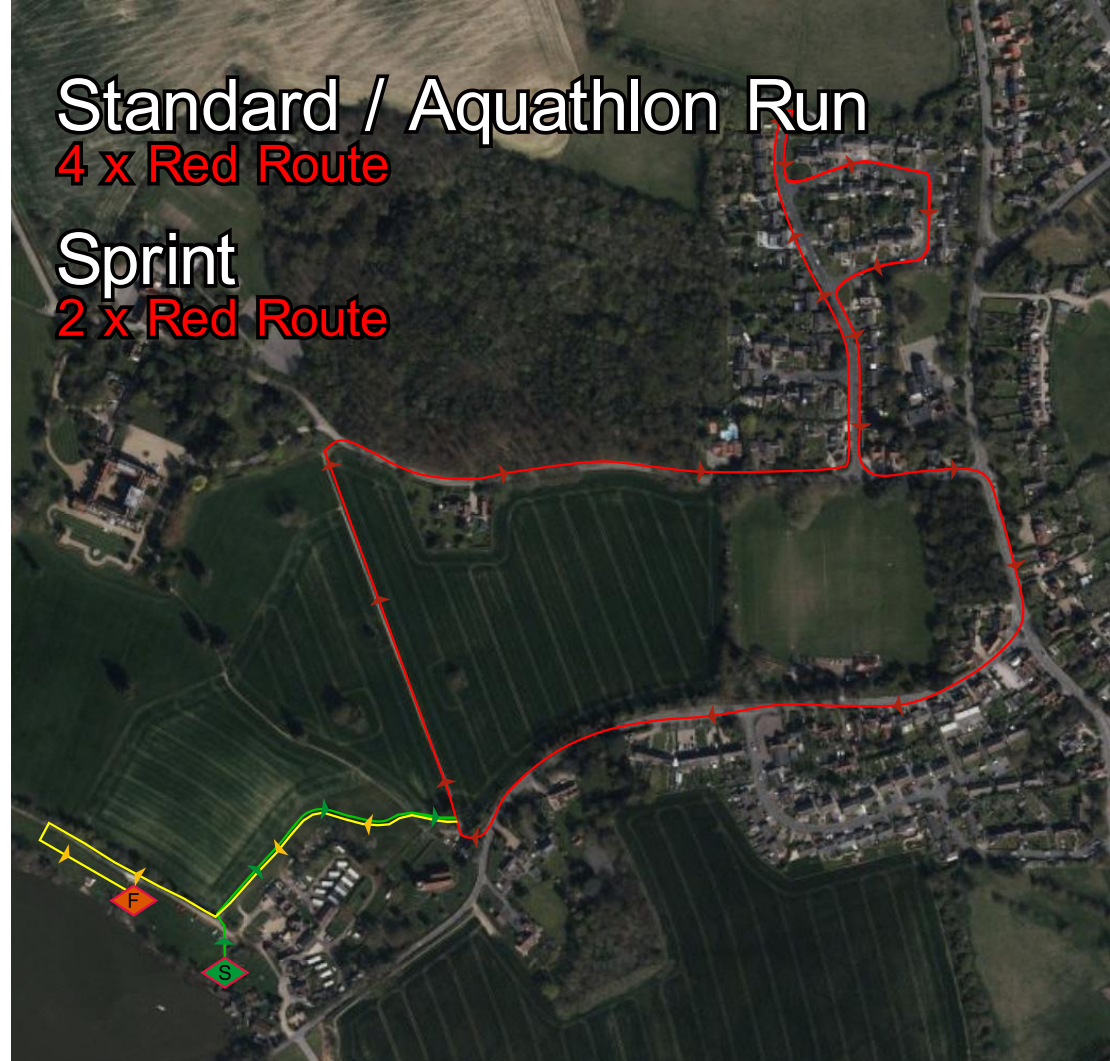 Standard / Aquathlon Run
4 x Red Route
Sprint
2 x Red Route
F
S